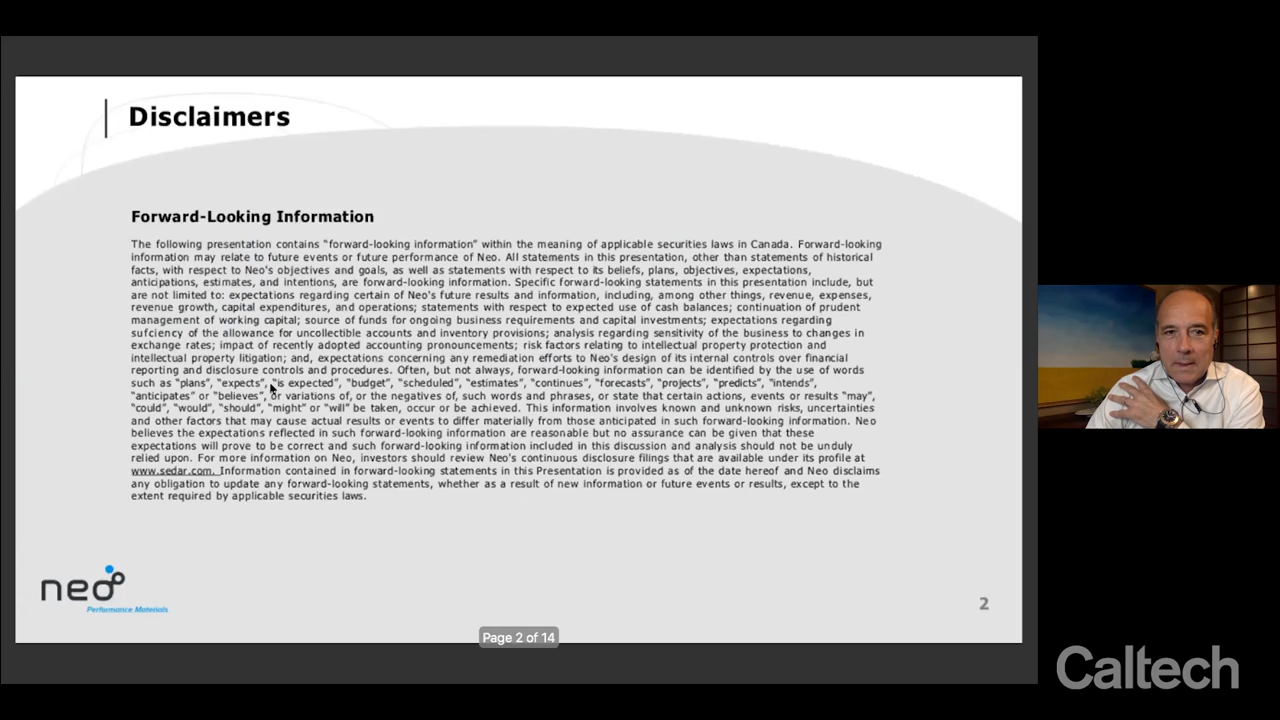 Disclaimers
Forward-Looking Information
The following presentation contains “forward-looking information” within the meaning of applicable securities laws in Canada. Forward-looking
information may relate to future events or future performance of Neo. All statements in this presentation, other than statements of historical
facts, with respect to Neo's objectives and goals, as well as statements with respect to its beliefs, plans, objectives, expectations,
anticipations, estimates, and intentions, are forward-looking information. Specific forward-looking statements in this presentation include, but
are not limited to: expectations regarding certain of Neo's future results and information, including, among other things, revenue, expenses,
revenue growth, capital expenditures, and operations; statements with respect to expected use of cash balances; continuation of prudent
management of working capital; source of funds for ongoing business requirements and capital investments; expectations regarding
sufciency of the allowance for uncollectible accounts and inventory provisions; analysis regarding sensitivity of the business to changes in
exchange rates; impact of recently adopted accounting pronouncements; risk factors relating to intellectual property protection and
intellectual property litigation; and, expectations concerning any remediation efforts to Neo's design of its internal controls over financial
reporting and disclosure controls and procedures. Often, but not always, forward-looking information can be identified by the use of words
such as “plans”, “expects”, “is expected”, “budget”, “scheduled”, “estimates”, “continues”, “forecasts”, “projects”, “predicts”, “intends”,
“anticipates” or “believes”, or variations of, or the negatives of, such words and phrases, or state that certain actions, events or results “may”,
“could”, “would”, “should”, “might” or “will” be taken, occur or be achieved. This information involves known and unknown risks, uncertainties
and other factors that may cause actual results or events to differ materially from those anticipated in such forward-looking information. Neo
believes the expectations reflected in such forward-looking information are reasonable but no assurance can be given that these
expectations will prove to be correct and such forward-looking information included in this discussion and analysis should not be unduly
relied upon. For more information on Neo, investors should review Neo's continuous disclosure filings that are available under its profile at
www.sedar.com. Information contained in forward-looking statements in this Presentation is provided as of the date hereof and Neo disclaims
any obligation to update any forward-looking statements, whether as a result of new information or future events or results, except to the
extent required by applicable securities laws.
neo
Performance Materials
2
Page 2 of 14
Caltech